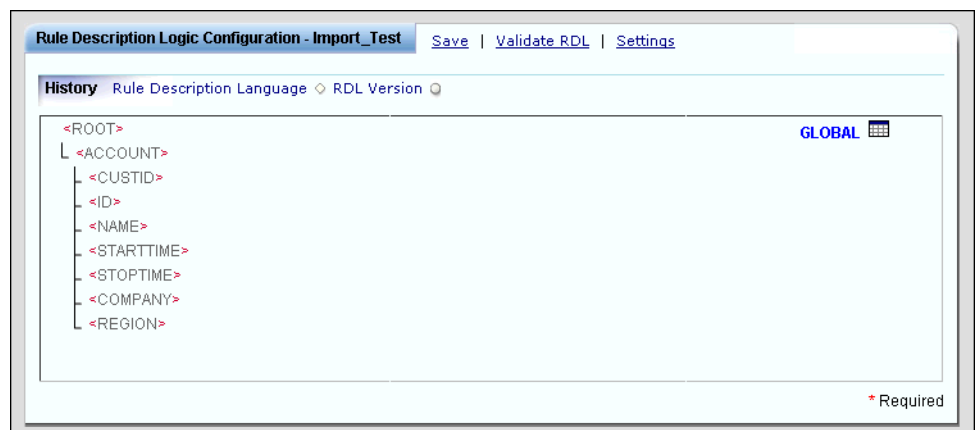 Rule Description Logic Configuration - Import_Test Save | Validate RDL | Settings
History Rule Description Language ◇ RDL Version
<ROOT> GLOBAL
<ACCOUNT>
<CUSTID>
<ID>
<NAME>
<STARTTIME>
<STOPTIME>
<COMPANY>
<REGION>
* Required